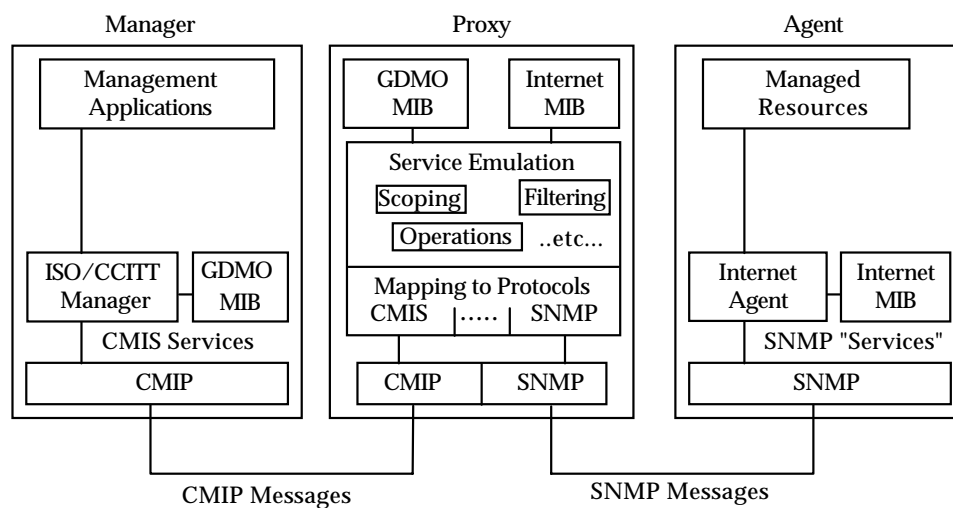 Manager
Proxy
Agent
Management
Applications
ISO/CCITT
Manager
GDMO
MIB
CMIS Services
CMIP
GDMO
MIB
Internet
MIB
Service Emulation
Scoping
Filtering
Operations
..etc...
Mapping to Protocols
CMIS
.....
SNMP
CMIP
SNMP
Managed
Resources
Internet
Agent
Internet
MIB
SNMP "Services"
SNMP
CMIP Messages
SNMP Messages